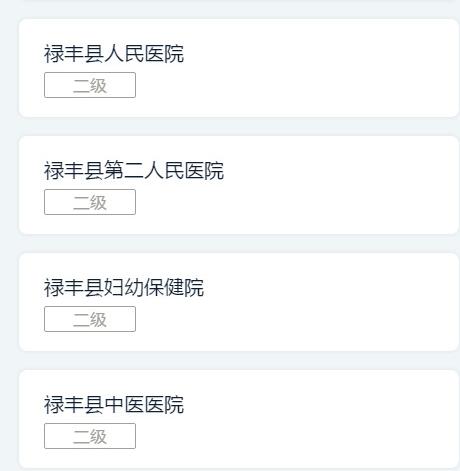 禄丰县人民医院
二级
禄丰县第二人民医院
二级
禄丰县妇幼保健院
二级
禄丰县中医医院
二级